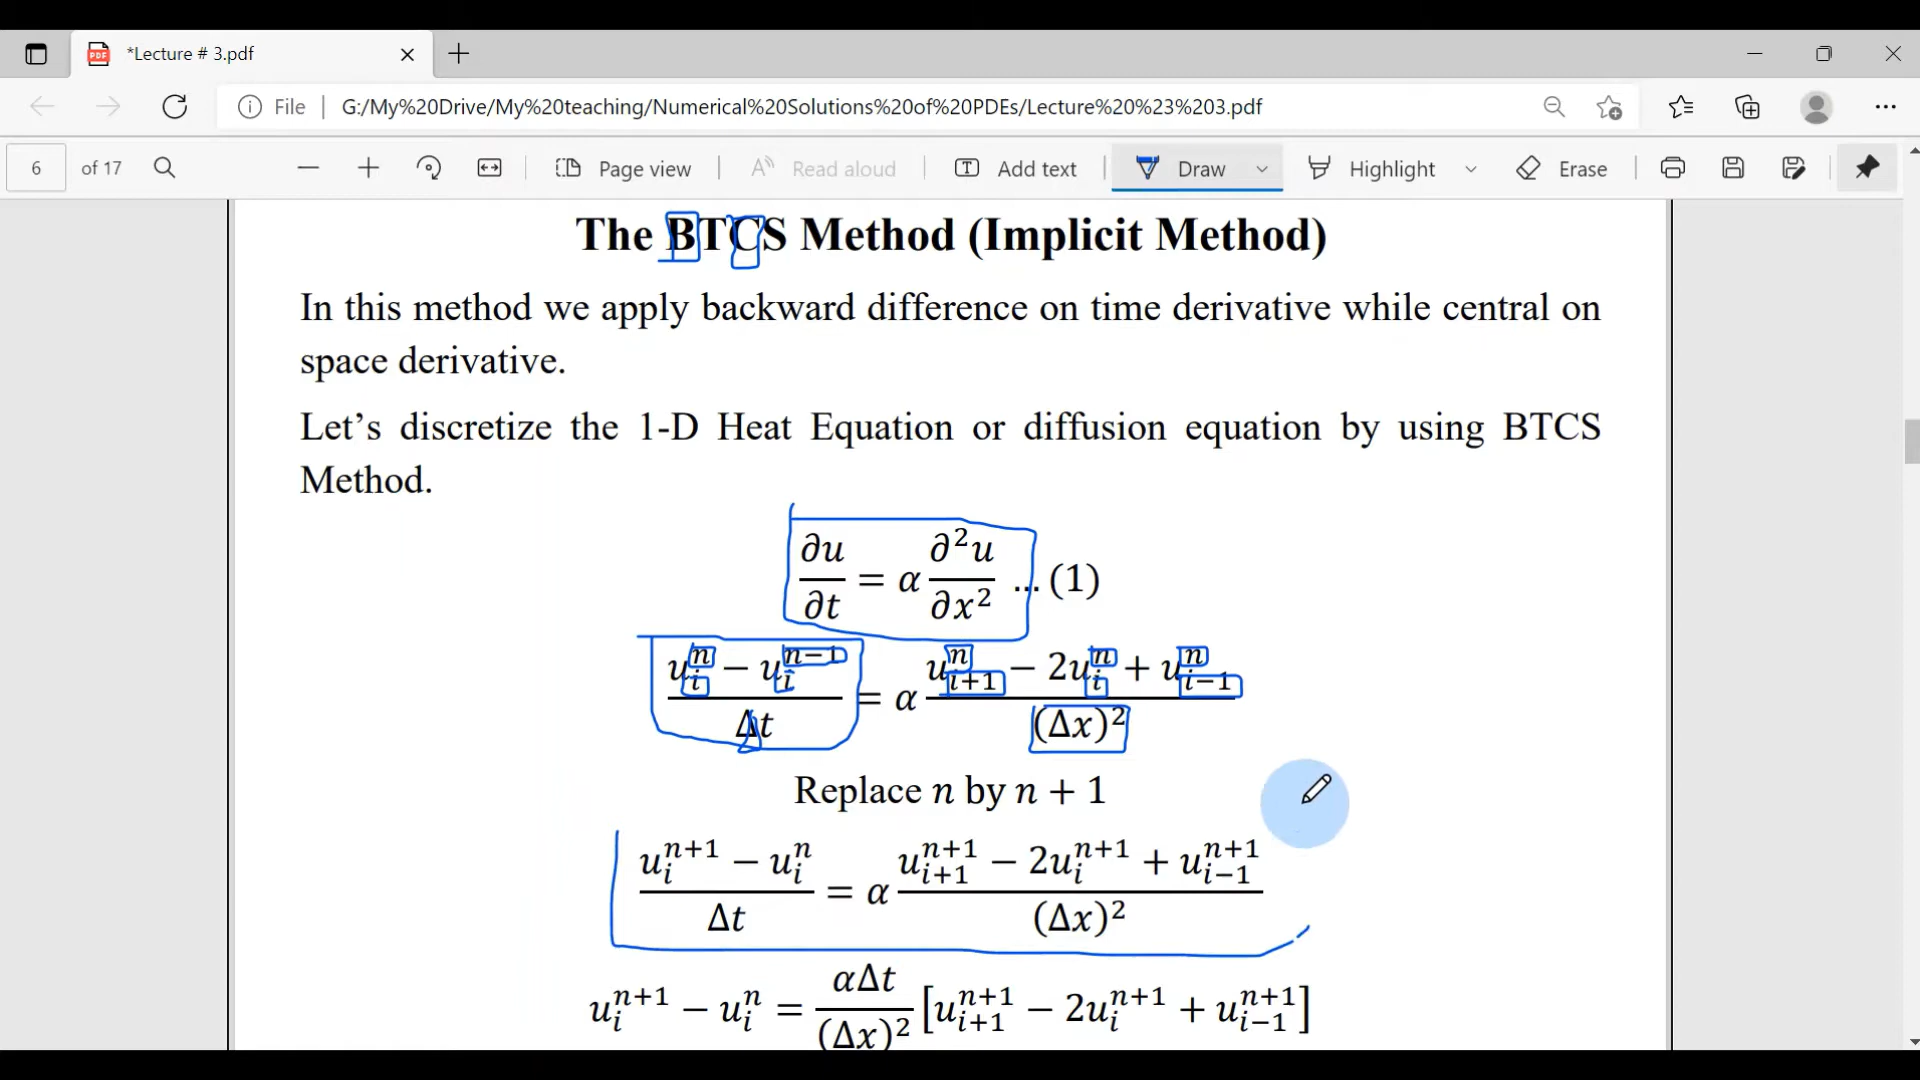 *Lecture # 3.pdf
File | G:/My%20Drive/My%20teaching/Numerical%20Solutions%20of%20PDEs/Lecture%20%23%203.pdf
6 of 17 Page view Read aloud Add text Draw Highlight Erase
The BTCS Method (Implicit Method)
In this method we apply backward difference on time derivative while central on
space derivative.
Let’s discretize the 1-D Heat Equation or diffusion equation by using BTCS
Method.
∂u/∂t = α ∂²u/∂x² … (1)
(u_i^n − u_i^{n−1})/Δt = α (u_{i+1}^n − 2u_i^n + u_{i−1}^n)/(Δx)²
Replace n by n + 1
(u_i^{n+1} − u_i^n)/Δt = α (u_{i+1}^{n+1} − 2u_i^{n+1} + u_{i−1}^{n+1})/(Δx)²
u_i^{n+1} − u_i^n = αΔt/(Δx)² [u_{i+1}^{n+1} − 2u_i^{n+1} + u_{i−1}^{n+1}]